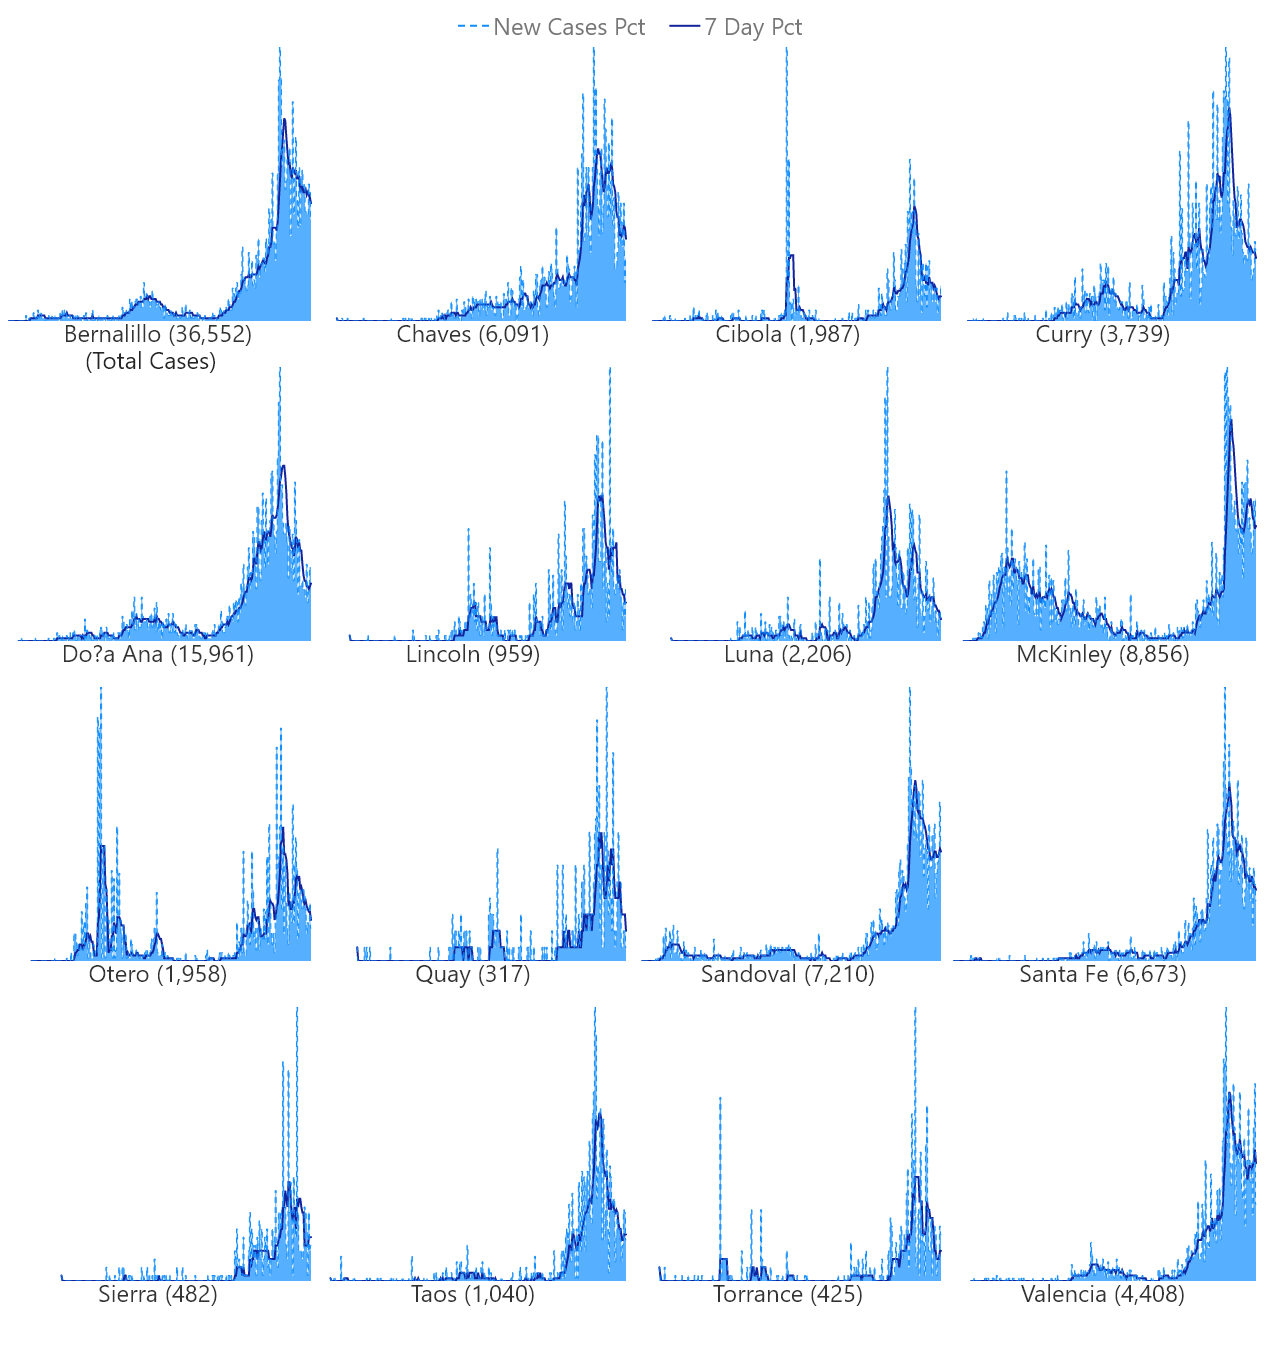 New Cases Pct 7 Day Pct
Bernalillo (36,552) Chaves (6,091) Cibola (1,987) Curry (3,739)
(Total Cases)
Do?a Ana (15,961) Lincoln (959) Luna (2,206) McKinley (8,856)
Otero (1,958) Quay (317) Sandoval (7,210) Santa Fe (6,673)
Sierra (482) Taos (1,040) Torrance (425) Valencia (4,408)